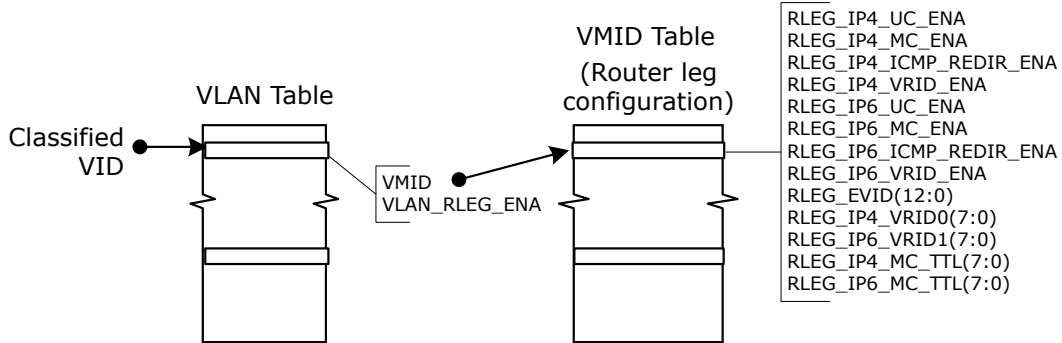 Classified
VID
VLAN Table
VMID
VLAN_RLEG_ENA
VMID Table
(Router leg
configuration)
RLEG_IP4_UC_ENA
RLEG_IP4_MC_ENA
RLEG_IP4_ICMP_REDIR_ENA
RLEG_IP4_VRID_ENA
RLEG_IP6_UC_ENA
RLEG_IP6_MC_ENA
RLEG_IP6_ICMP_REDIR_ENA
RLEG_IP6_VRID_ENA
RLEG_EVID(12:0)
RLEG_IP4_VRID0(7:0)
RLEG_IP6_VRID1(7:0)
RLEG_IP4_MC_TTL(7:0)
RLEG_IP6_MC_TTL(7:0)